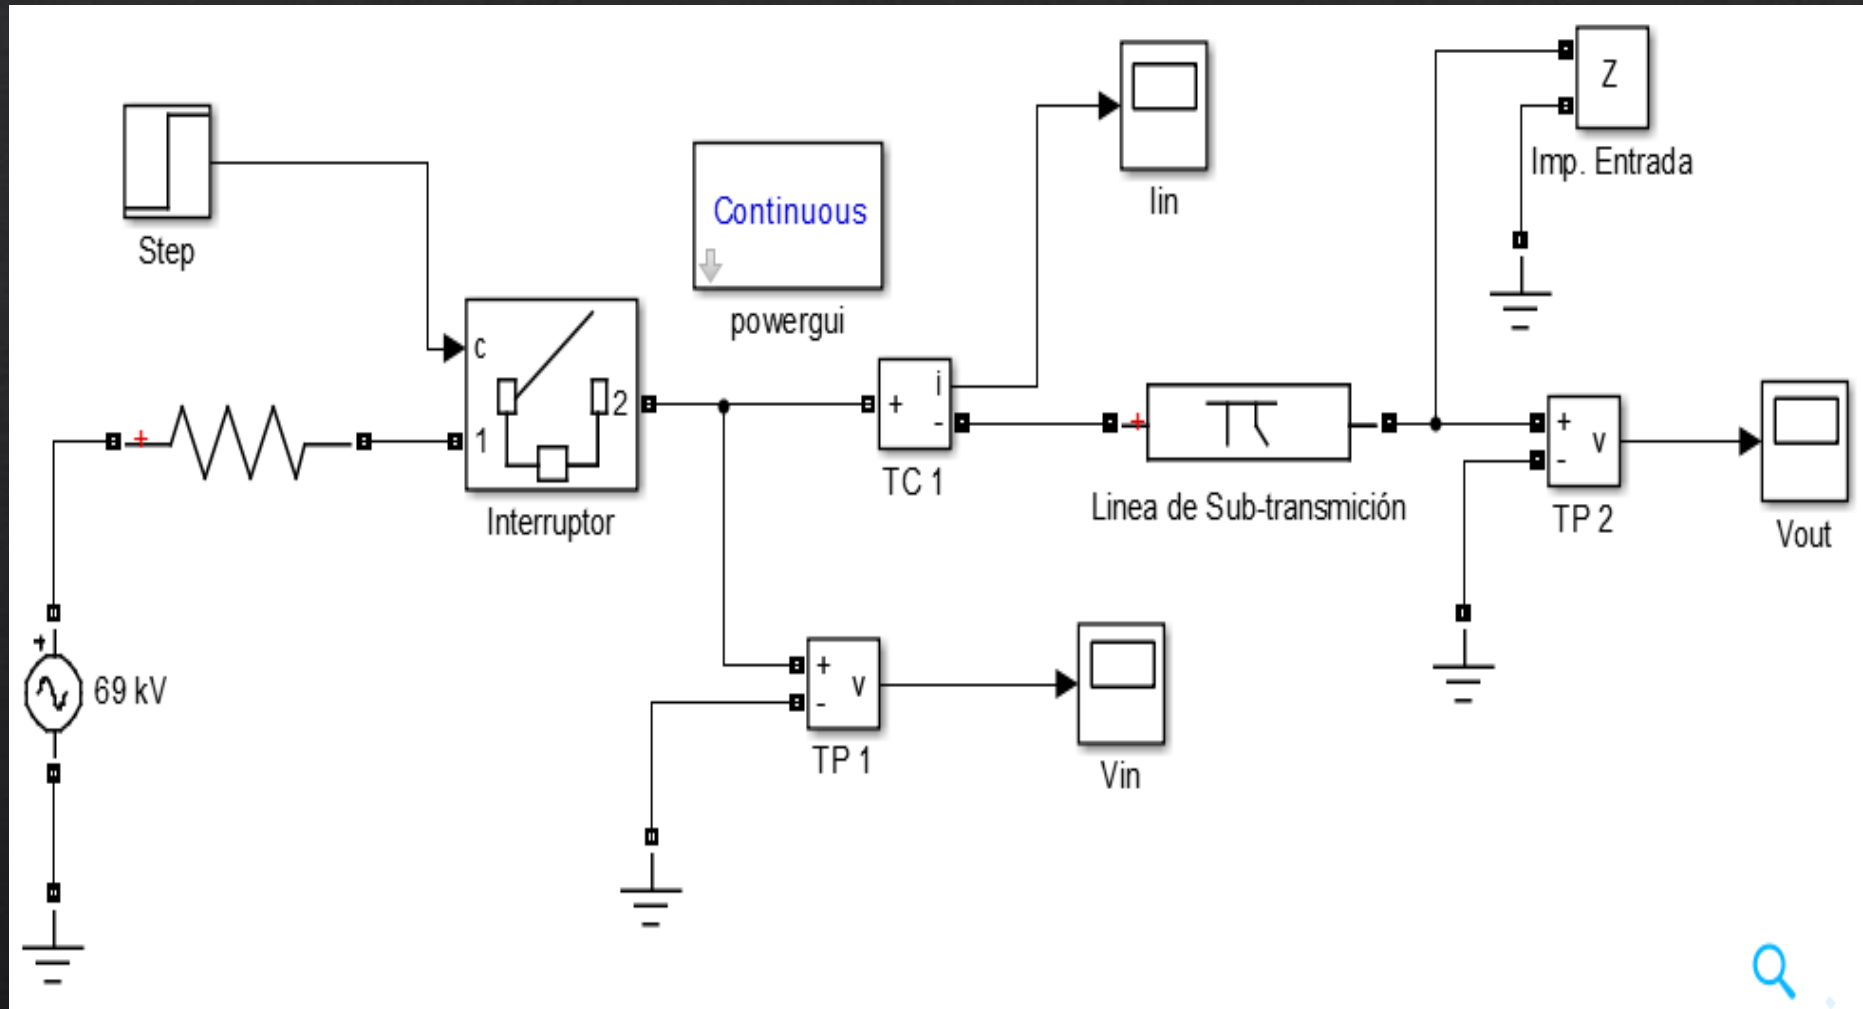 Z
Imp. Entrada
Iin
Step
Continuous
powergui
c
2
1
Interruptor
+
+
i
-
TC 1
+
Linea de Sub-transmición
+
-
v
TP 2
Vout
+
69 kV
+
-
v
TP 1
Vin